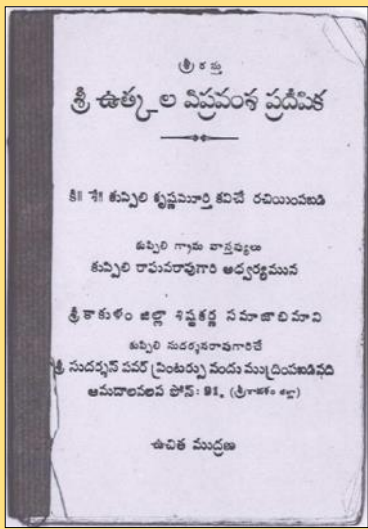 శ్రీ రస్తు
శ్రీ ఉత్కల విప్రవంశ ప్రదీపిక
కీ॥ శే॥ కుప్పిలి కృష్ణమూర్తి కవిచే రచియింపబడి
కుప్పిలి గ్రామ వాస్తవ్యులు
కుప్పిలి రాఘవరావుగారి ఆధ్వర్యమున
శ్రీకాకుళం జిల్లా శిష్టకర్ణ సమాజాభిమాని
కుప్పిలి సుదర్శనరావుగారిచే
శ్రీ సుదర్శన్ పవర్ ప్రింటర్సు నందు ముద్రింపబడినది
ఆమదాలవలస ఫోన్: 91. (శ్రీకాకుళం జిల్లా)
ఉచిత ముద్రణ